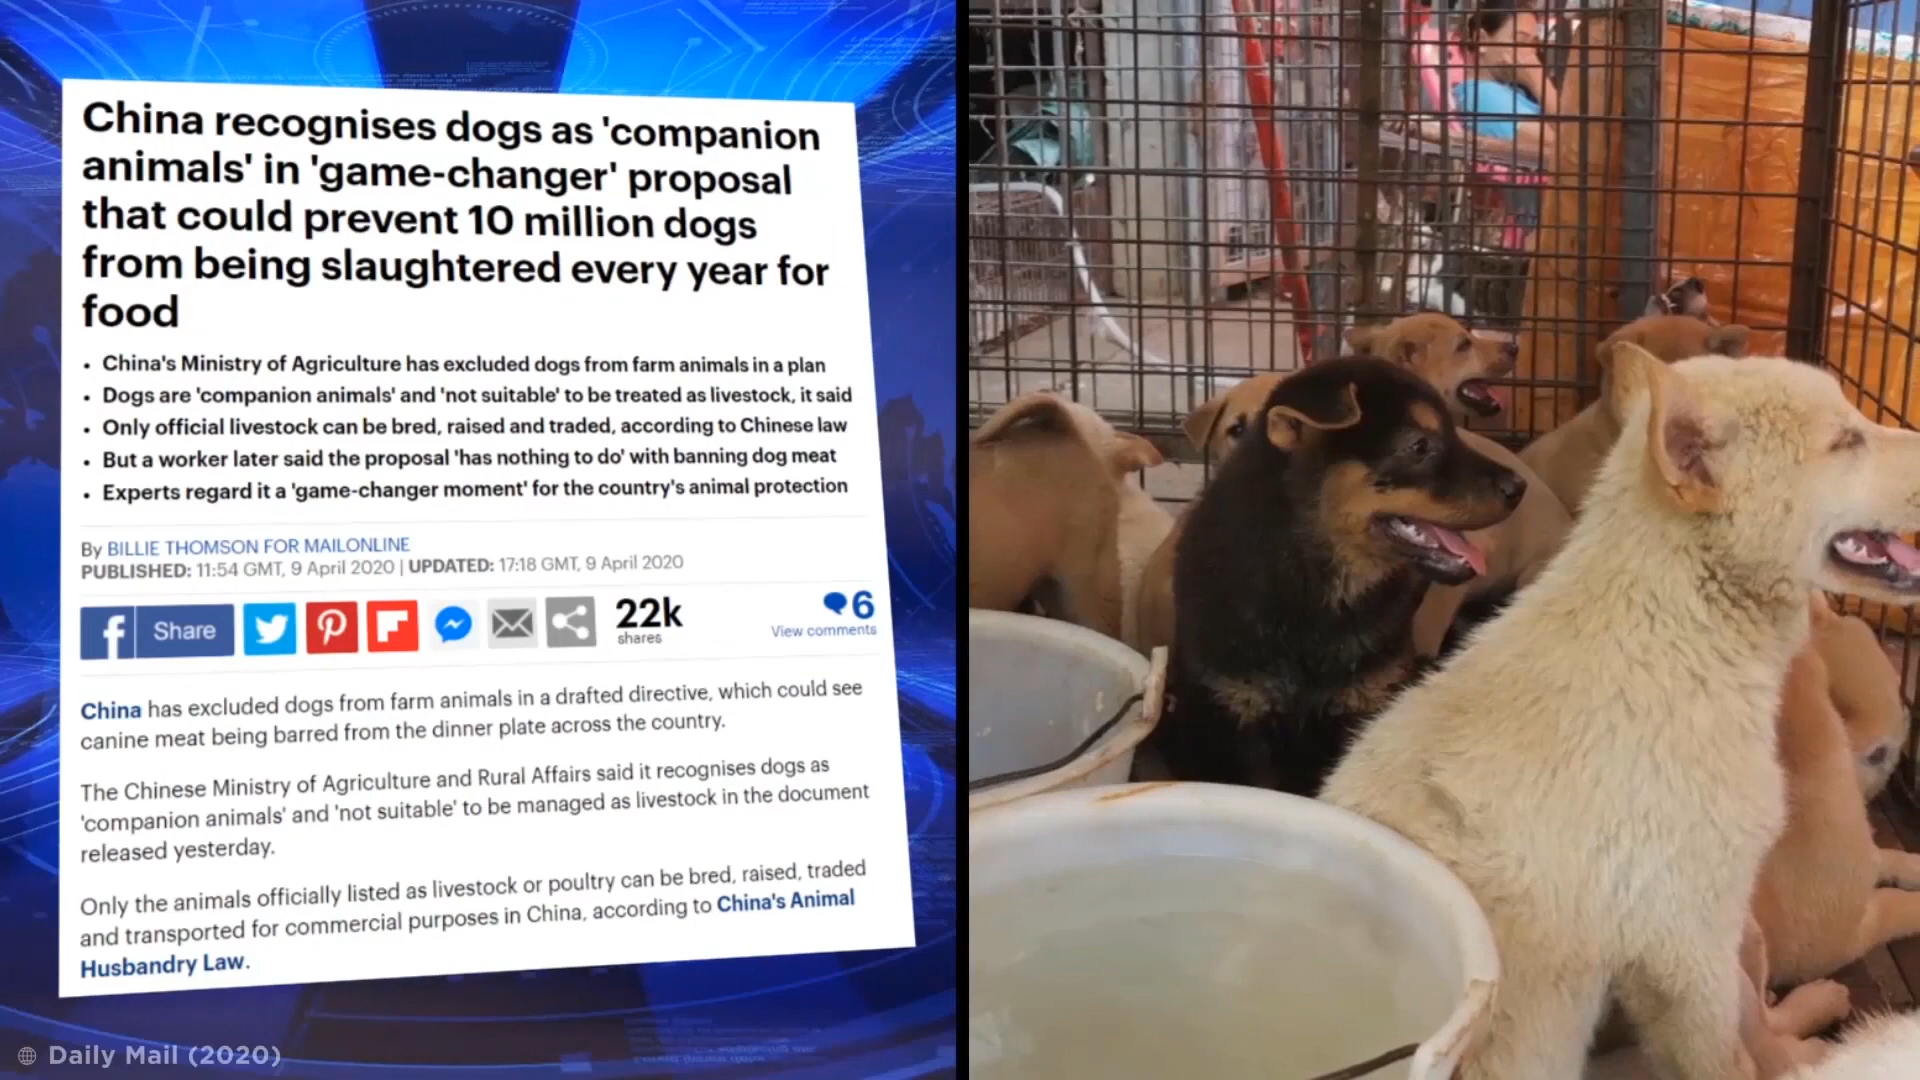 China recognises dogs as 'companion
animals' in 'game-changer' proposal
that could prevent 10 million dogs
from being slaughtered every year for
food
• China's Ministry of Agriculture has excluded dogs from farm animals in a plan
• Dogs are 'companion animals' and 'not suitable' to be treated as livestock, it said
• Only official livestock can be bred, raised and traded, according to Chinese law
• But a worker later said the proposal 'has nothing to do' with banning dog meat
• Experts regard it a 'game-changer moment' for the country's animal protection
By BILLIE THOMSON FOR MAILONLINE
PUBLISHED: 11:54 GMT, 9 April 2020 | UPDATED: 17:18 GMT, 9 April 2020
Share
22k
shares
6
View comments
China has excluded dogs from farm animals in a drafted directive, which could see
canine meat being barred from the dinner plate across the country.
The Chinese Ministry of Agriculture and Rural Affairs said it recognises dogs as
'companion animals' and 'not suitable' to be managed as livestock in the document
released yesterday.
Only the animals officially listed as livestock or poultry can be bred, raised, traded
and transported for commercial purposes in China, according to China's Animal
Husbandry Law.
Daily Mail (2020)